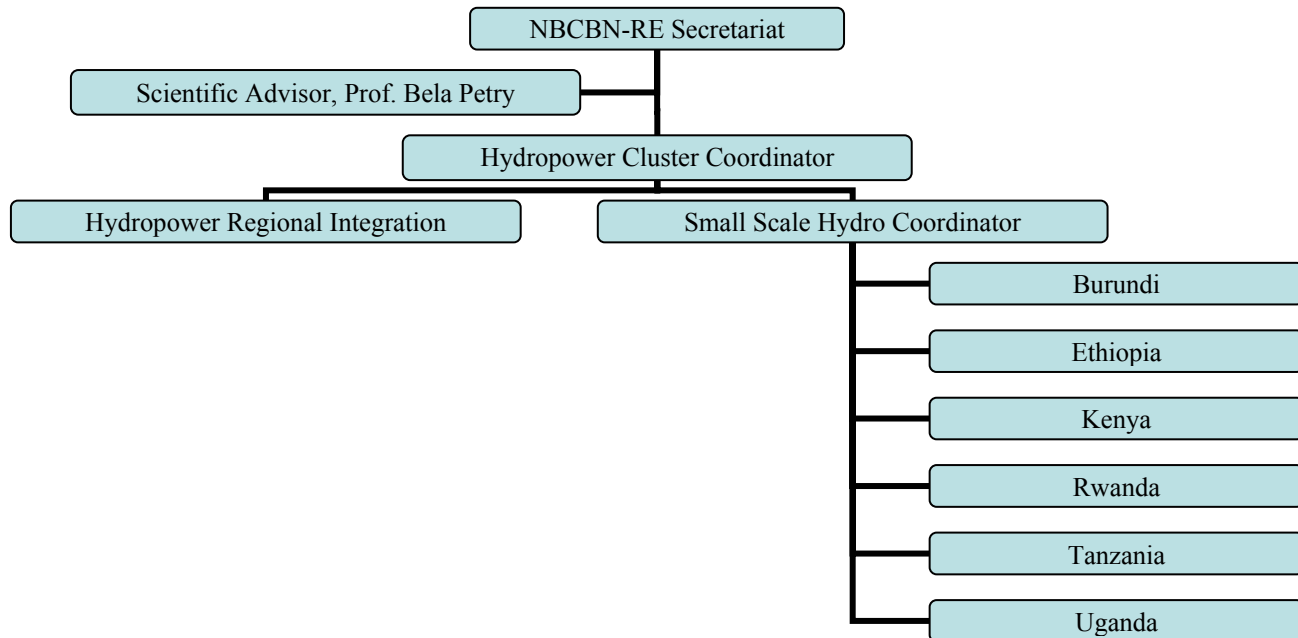 NBCBN-RE Secretariat
Scientific Advisor, Prof. Bela Petry
Hydropower Cluster Coordinator
Hydropower Regional Integration
Small Scale Hydro Coordinator
Burundi
Ethiopia
Kenya
Rwanda
Tanzania
Uganda